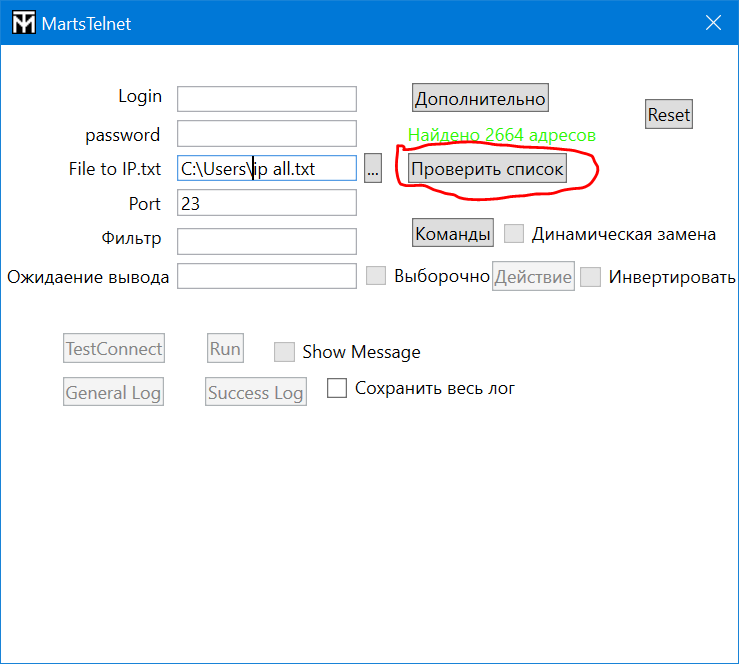 MartsTelnet
Login
Дополнительно
Reset
password
Найдено 2664 адресов
File to IP.txt
C:\Users\ip all.txt
...
Проверить список
Port
23
Фильтр
Команды
Динамическая замена
Ожидаение вывода
Выборочно
Действие
Инвертировать
TestConnect
Run
Show Message
General Log
Success Log
Сохранить весь лог